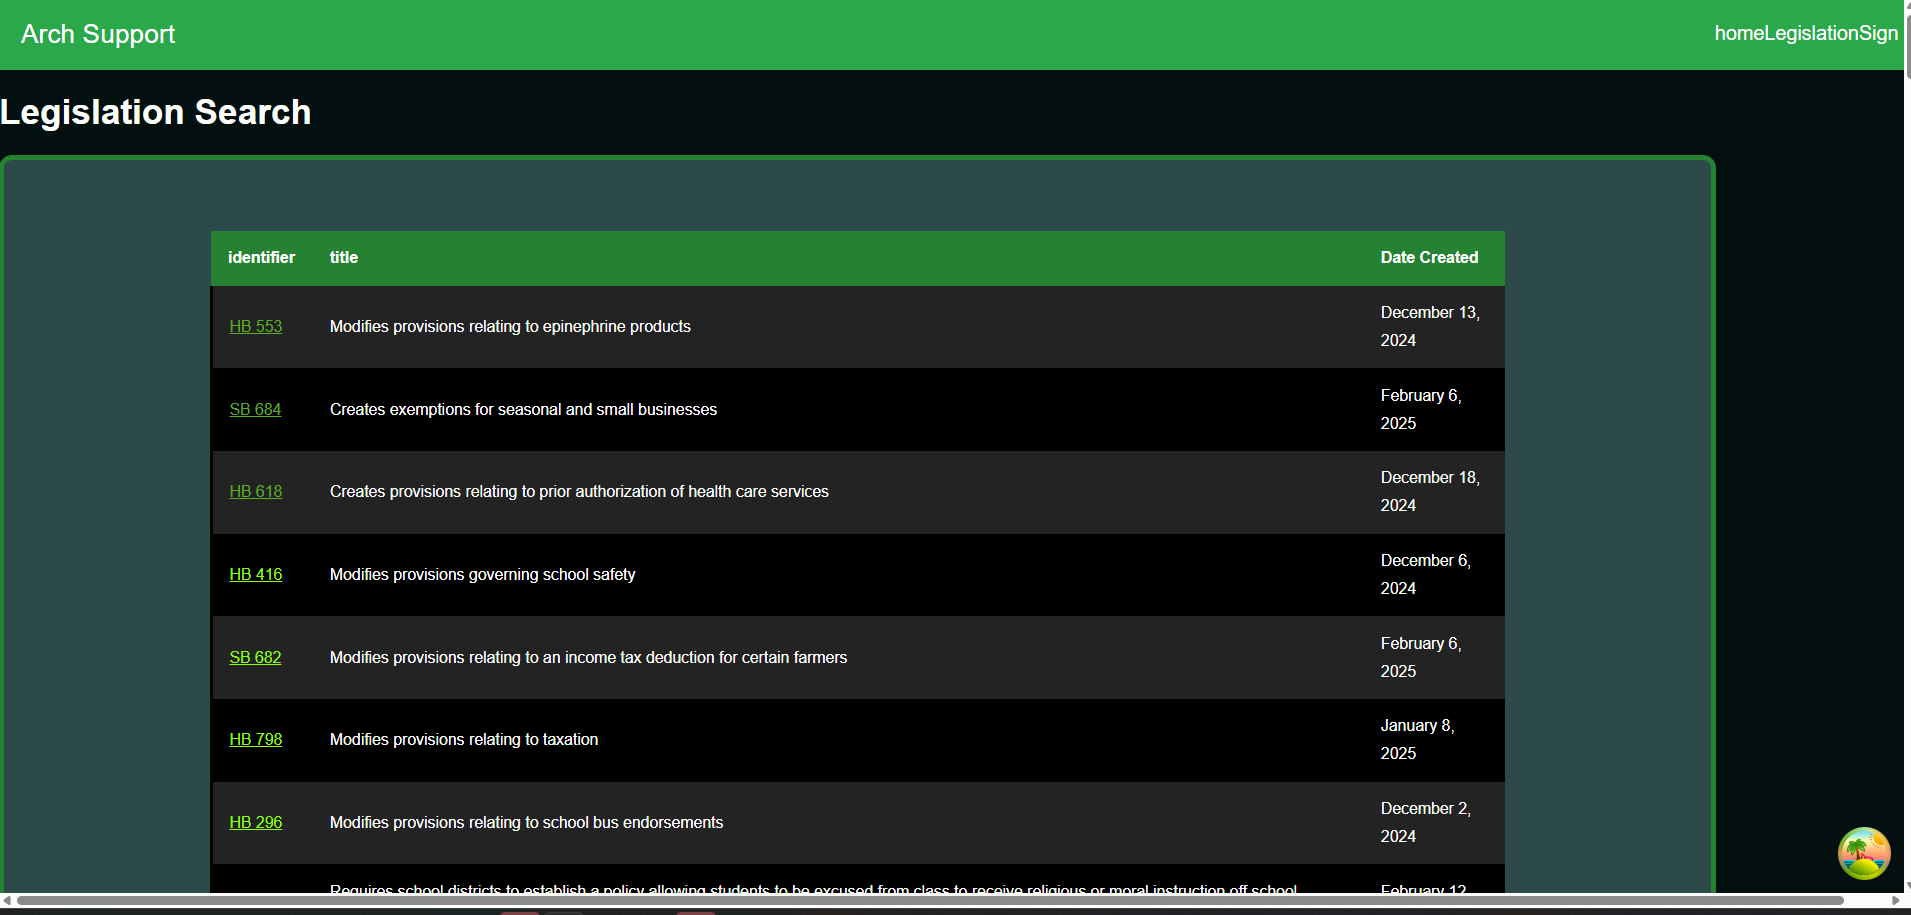 Arch Support
homeLegislationSign
Legislation Search
identifier title Date Created
HB 553 Modifies provisions relating to epinephrine products December 13,
2024
SB 684 Creates exemptions for seasonal and small businesses February 6,
2025
HB 618 Creates provisions relating to prior authorization of health care services December 18,
2024
HB 416 Modifies provisions governing school safety December 6,
2024
SB 682 Modifies provisions relating to an income tax deduction for certain farmers February 6,
2025
HB 798 Modifies provisions relating to taxation January 8,
2025
HB 296 Modifies provisions relating to school bus endorsements December 2,
2024
Requires school districts to establish a policy allowing students to be excused from class to receive religious or moral instruction off school February 12